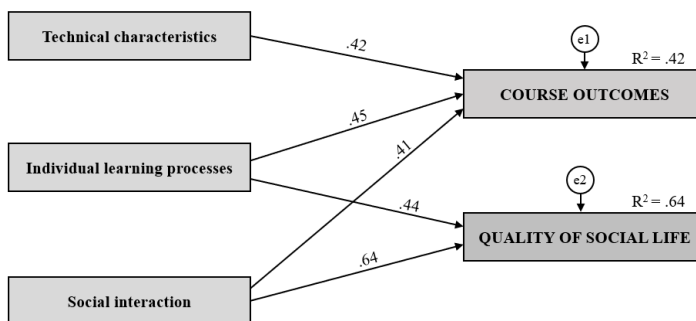 Technical characteristics
.42
e1
R² = .42
COURSE OUTCOMES
.45
.41
Individual learning processes
e2
R² = .64
.44
QUALITY OF SOCIAL LIFE
.64
Social interaction